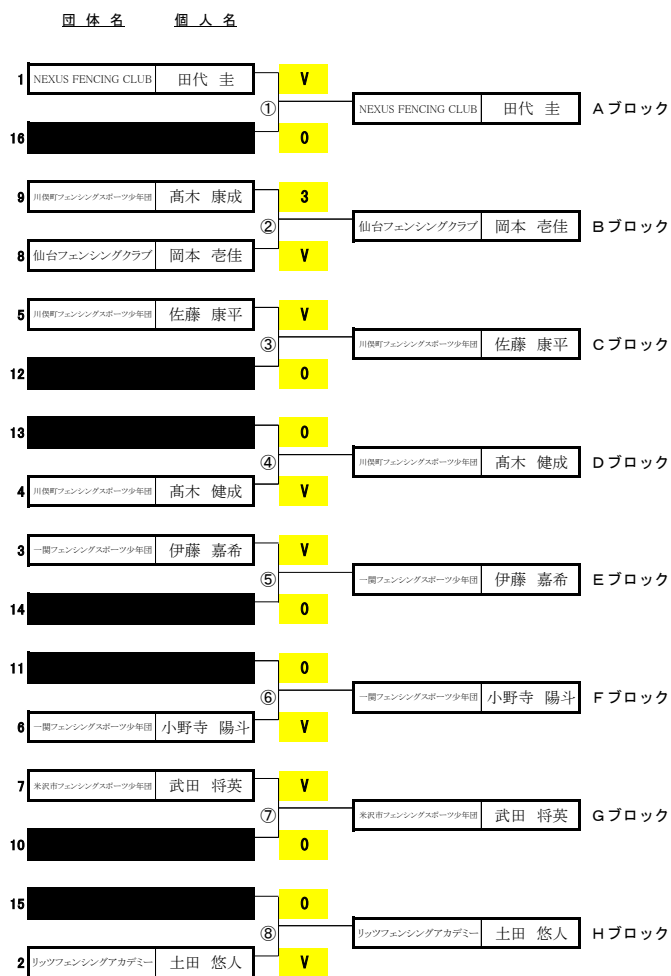 団体名 個人名
1 NEXUS FENCING CLUB 田代 圭 V
① NEXUS FENCING CLUB 田代 圭 Aブロック
16 0
9 川俣町フェンシングスポーツ少年団 髙木 康成 3
② 仙台フェンシングクラブ 岡本 壱佳 Bブロック
8 仙台フェンシングクラブ 岡本 壱佳 V
5 川俣町フェンシングスポーツ少年団 佐藤 康平 V
③ 川俣町フェンシングスポーツ少年団 佐藤 康平 Cブロック
12 0
13 0
④ 川俣町フェンシングスポーツ少年団 髙木 健成 Dブロック
4 川俣町フェンシングスポーツ少年団 髙木 健成 V
3 一関フェンシングスポーツ少年団 伊藤 嘉希 V
⑤ 一関フェンシングスポーツ少年団 伊藤 嘉希 Eブロック
14 0
11 0
⑥ 一関フェンシングスポーツ少年団 小野寺 陽斗 Fブロック
6 一関フェンシングスポーツ少年団 小野寺 陽斗 V
7 米沢市フェンシングスポーツ少年団 武田 将英 V
⑦ 米沢市フェンシングスポーツ少年団 武田 将英 Gブロック
10 0
15 0
⑧ リッツフェンシングアカデミー 土田 悠人 Hブロック
2 リッツフェンシングアカデミー 土田 悠人 V